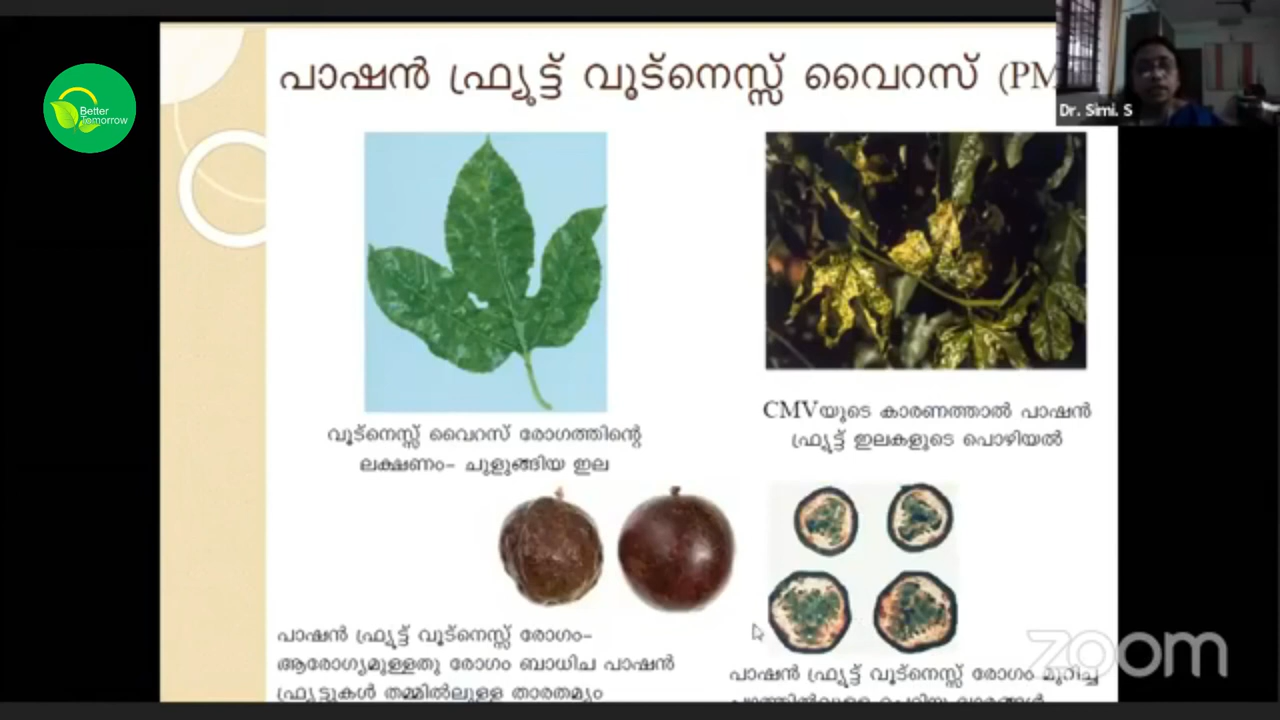 പാഷൻ ഫ്ര്യൂട്ട് വൂട്നെസ്സ് വൈറസ് (PM
Better
Tomorrow
Dr. Simi. S
വൂട്നെസ്സ് വൈറസ് രോഗത്തിന്റെ
ലക്ഷണം- ചുളുങ്ങിയ ഇല
CMVയുടെ കാരണത്താൽ പാഷൻ
ഫ്ര്യൂട്ട് ഇലകളുടെ പൊഴിയൽ
പാഷൻ ഫ്ര്യൂട്ട് വൂട്നെസ്സ് രോഗം-
ആരോഗ്യമുള്ളതു രോഗം ബാധിച പാഷൻ
ഫ്ര്യൂട്ടുകൾ തമ്മിൽലുള്ള താരതമ്യം
പാഷൻ ഫ്ര്യൂട്ട് വൂട്നെസ്സ് രോഗം മുറിച്ച
zoom